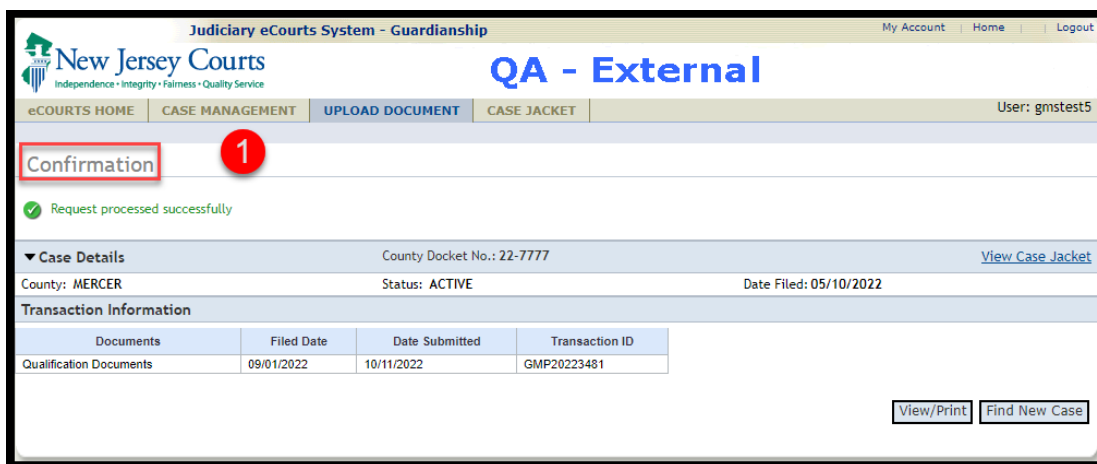 Judiciary eCourts System - Guardianship My Account | Home | | Logout
New Jersey Courts
Independence • Integrity • Fairness • Quality Service
QA - External
eCOURTS HOME CASE MANAGEMENT UPLOAD DOCUMENT CASE JACKET User: gmstest5
Confirmation 1
Request processed successfully
▼Case Details County Docket No.: 22-7777 View Case Jacket
County: MERCER Status: ACTIVE Date Filed: 05/10/2022
Transaction Information
Documents Filed Date Date Submitted Transaction ID
Qualification Documents 09/01/2022 10/11/2022 GMP20223481
View/Print Find New Case